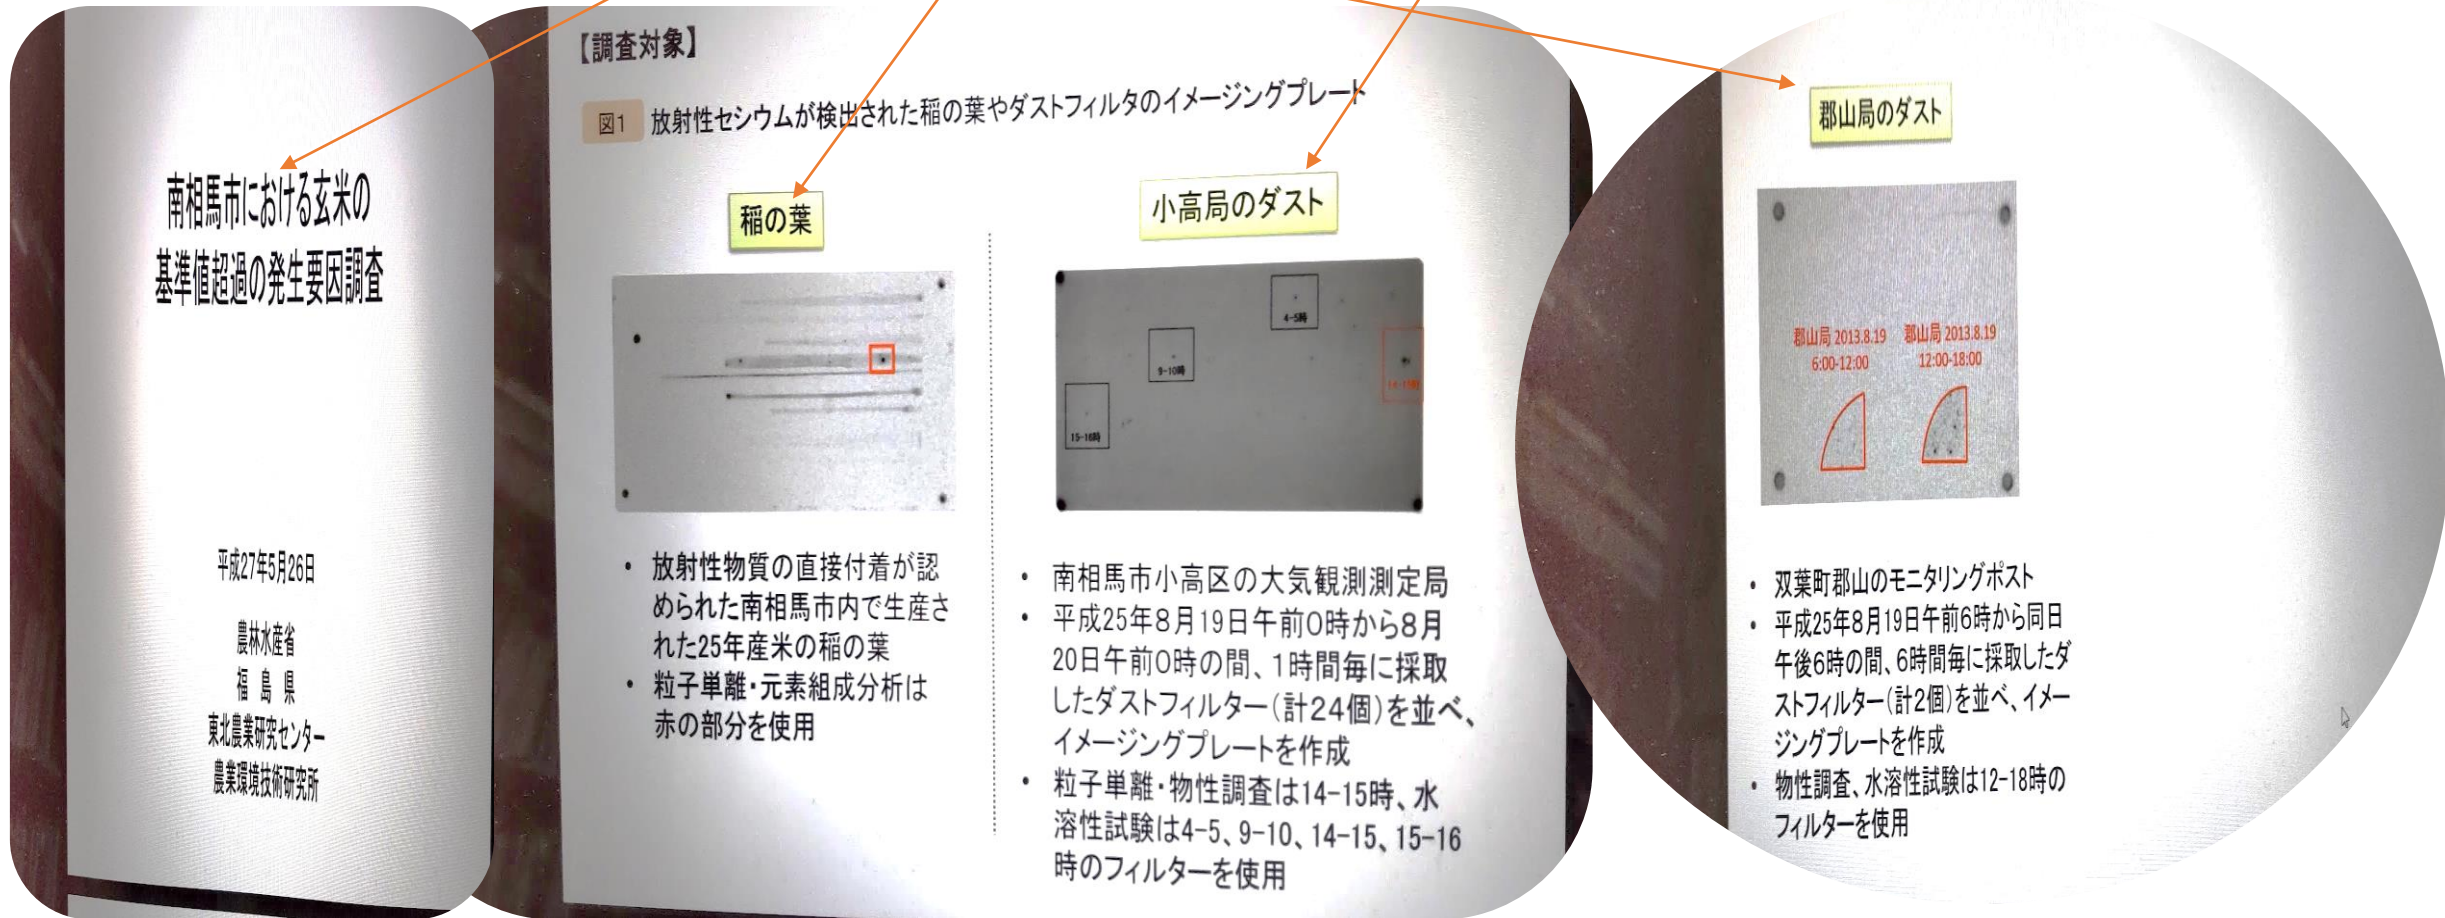 南相馬市における玄米の
基準値超過の発生要因調査
平成27年5月26日
農林水産省
福 島 県
東北農業研究センター
農業環境技術研究所
【調査対象】
図1 放射性セシウムが検出された稲の葉やダストフィルタのイメージングプレート
稲の葉
・ 放射性物質の直接付着が認
められた南相馬市内で生産さ
れた25年産米の稲の葉
・ 粒子単離・元素組成分析は
赤の部分を使用
小高局のダスト
4-5時
9-10時
14-15時
15-16時
・ 南相馬市小高区の大気観測測定局
・ 平成25年8月19日午前0時から8月
20日午前0時の間、1時間毎に採取
したダストフィルター(計24個)を並べ、
イメージングプレートを作成
・ 粒子単離・物性調査は14-15時、水
溶性試験は4-5、9-10、14-15、15-16
時のフィルターを使用
郡山局のダスト
郡山局 2013.8.19
6:00-12:00
郡山局 2013.8.19
12:00-18:00
・ 双葉町郡山のモニタリングポスト
・ 平成25年8月19日午前6時から同日
午後6時の間、6時間毎に採取したダ
ストフィルター(計2個)を並べ、イメー
ジングプレートを作成
・ 物性調査、水溶性試験は12-18時の
フィルターを使用